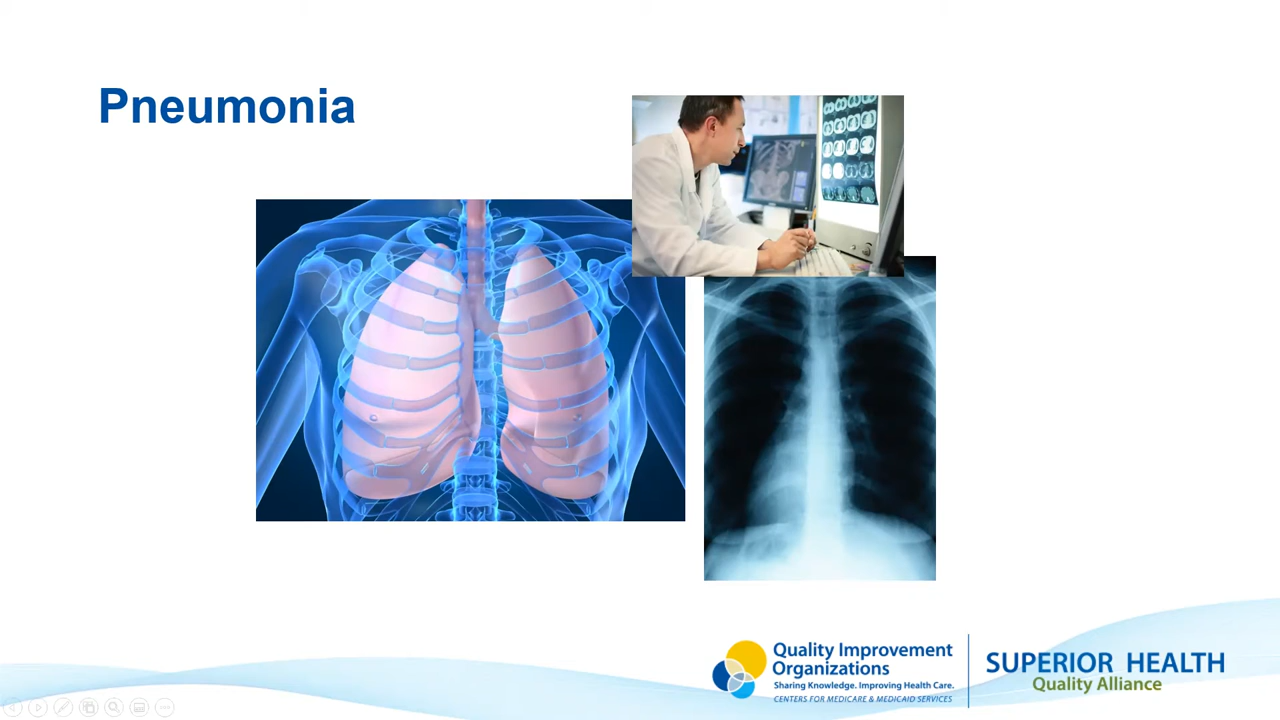 Pneumonia
Quality Improvement
Organizations
Sharing Knowledge. Improving Health Care.
CENTERS FOR MEDICARE & MEDICAID SERVICES
SUPERIOR HEALTH
Quality Alliance